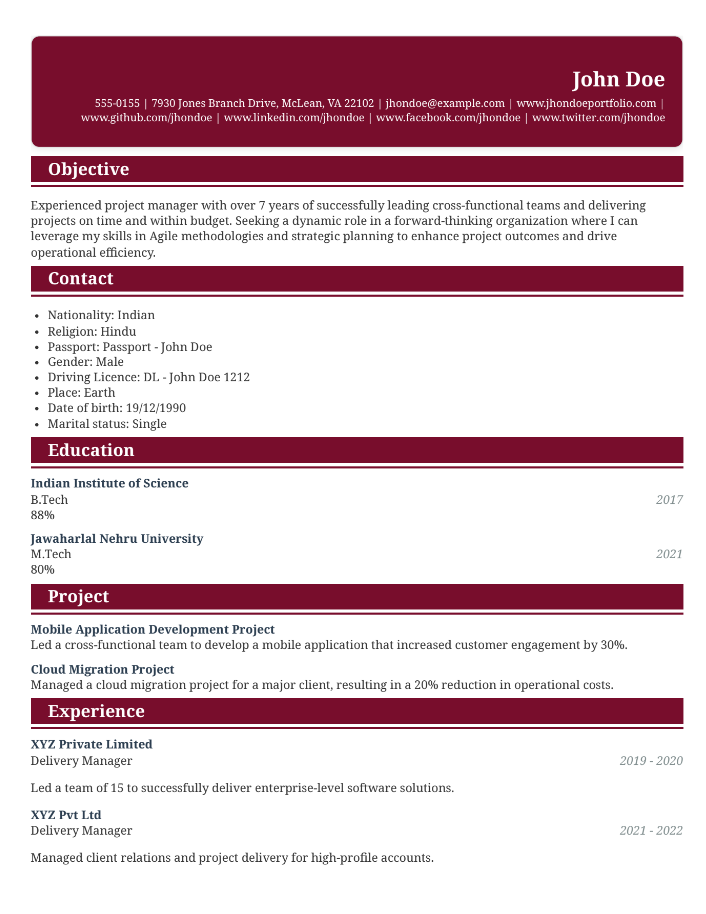 John Doe
555-0155 | 7930 Jones Branch Drive, McLean, VA 22102 | jhondoe@example.com | www.jhondoeportfolio.com |
www.github.com/jhondoe | www.linkedin.com/jhondoe | www.facebook.com/jhondoe | www.twitter.com/jhondoe
Objective
Experienced project manager with over 7 years of successfully leading cross-functional teams and delivering
projects on time and within budget. Seeking a dynamic role in a forward-thinking organization where I can
leverage my skills in Agile methodologies and strategic planning to enhance project outcomes and drive
operational efficiency.
Contact
• Nationality: Indian
• Religion: Hindu
• Passport: Passport - John Doe
• Gender: Male
• Driving Licence: DL - John Doe 1212
• Place: Earth
• Date of birth: 19/12/1990
• Marital status: Single
Education
Indian Institute of Science
B.Tech 2017
88%
Jawaharlal Nehru University
M.Tech 2021
80%
Project
Mobile Application Development Project
Led a cross-functional team to develop a mobile application that increased customer engagement by 30%.
Cloud Migration Project
Managed a cloud migration project for a major client, resulting in a 20% reduction in operational costs.
Experience
XYZ Private Limited
Delivery Manager 2019 - 2020
Led a team of 15 to successfully deliver enterprise-level software solutions.
XYZ Pvt Ltd
Delivery Manager 2021 - 2022
Managed client relations and project delivery for high-profile accounts.